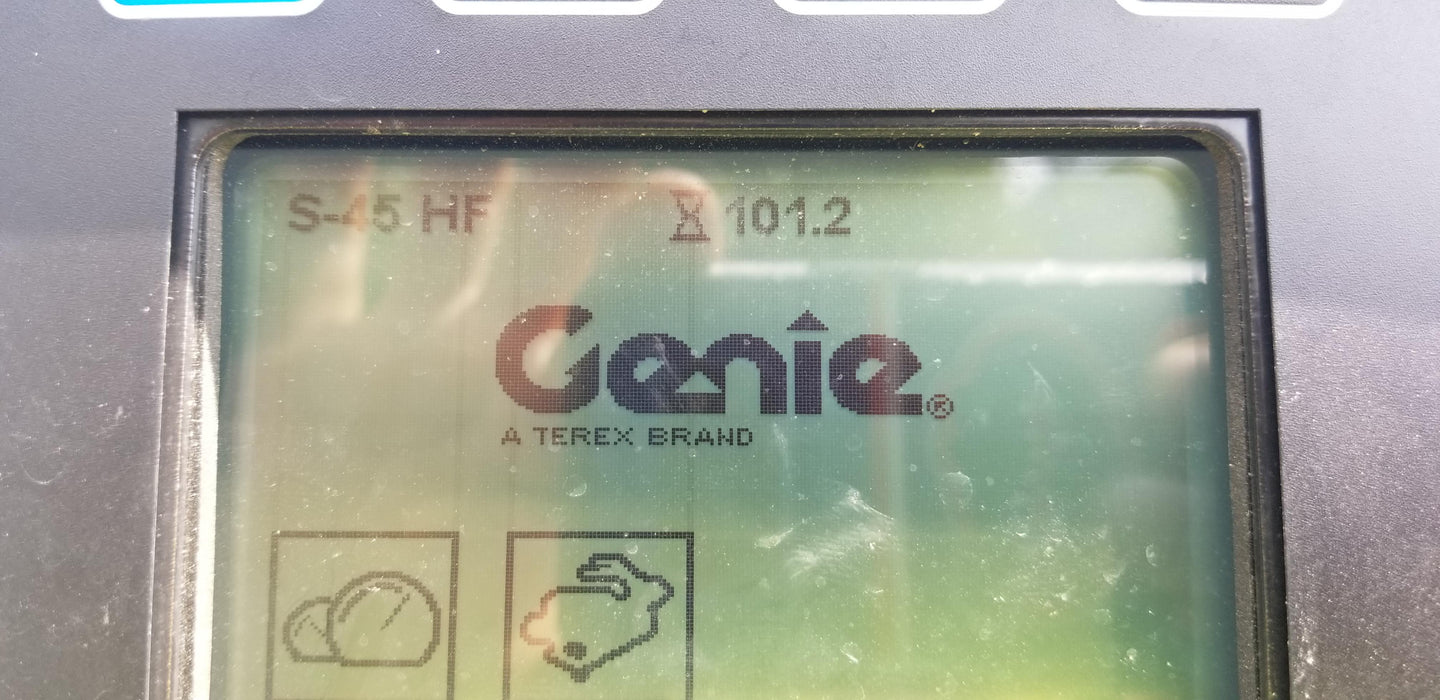 S-45 HF 101.2
Genie®
A TEREX BRAND